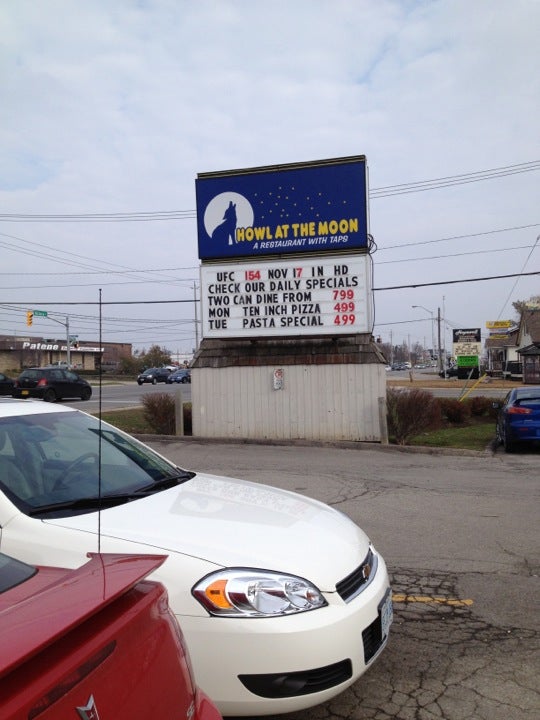 HOWL AT THE MOON
A RESTAURANT WITH TAPS
UFC 154 NOV 17 IN HD
CHECK OUR DAILY SPECIALS
TWO CAN DINE FROM 799
MON TEN INCH PIZZA 499
TUE PASTA SPECIAL 499
Patene